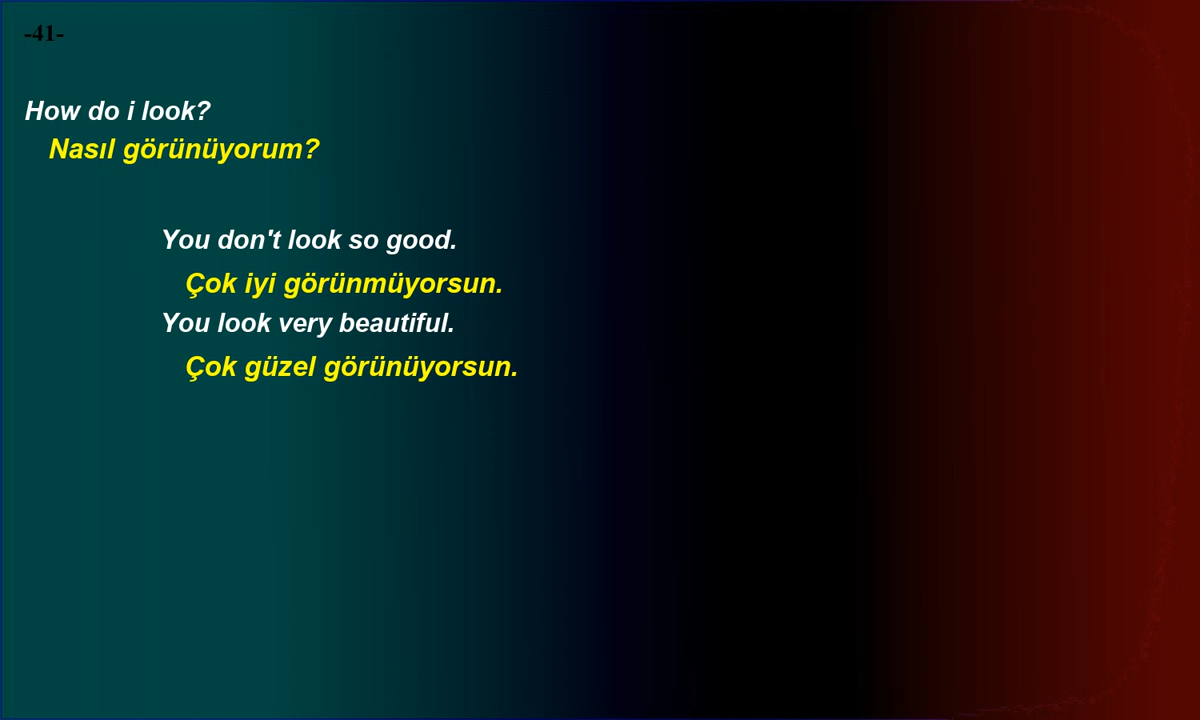 -41-
How do i look?
Nasıl görünüyorum?
You don't look so good.
Çok iyi görünmüyorsun.
You look very beautiful.
Çok güzel görünüyorsun.